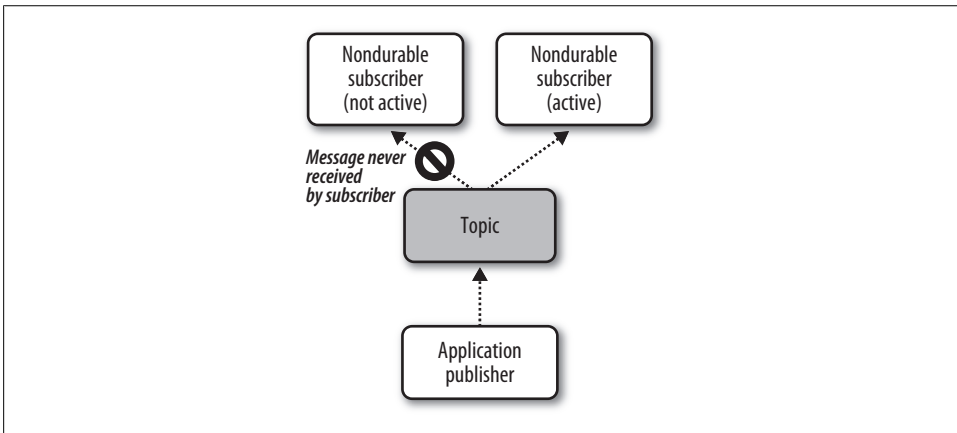 Nondurable
subscriber
(not active)
Nondurable
subscriber
(active)
Message never
received
by subscriber
Topic
Application
publisher